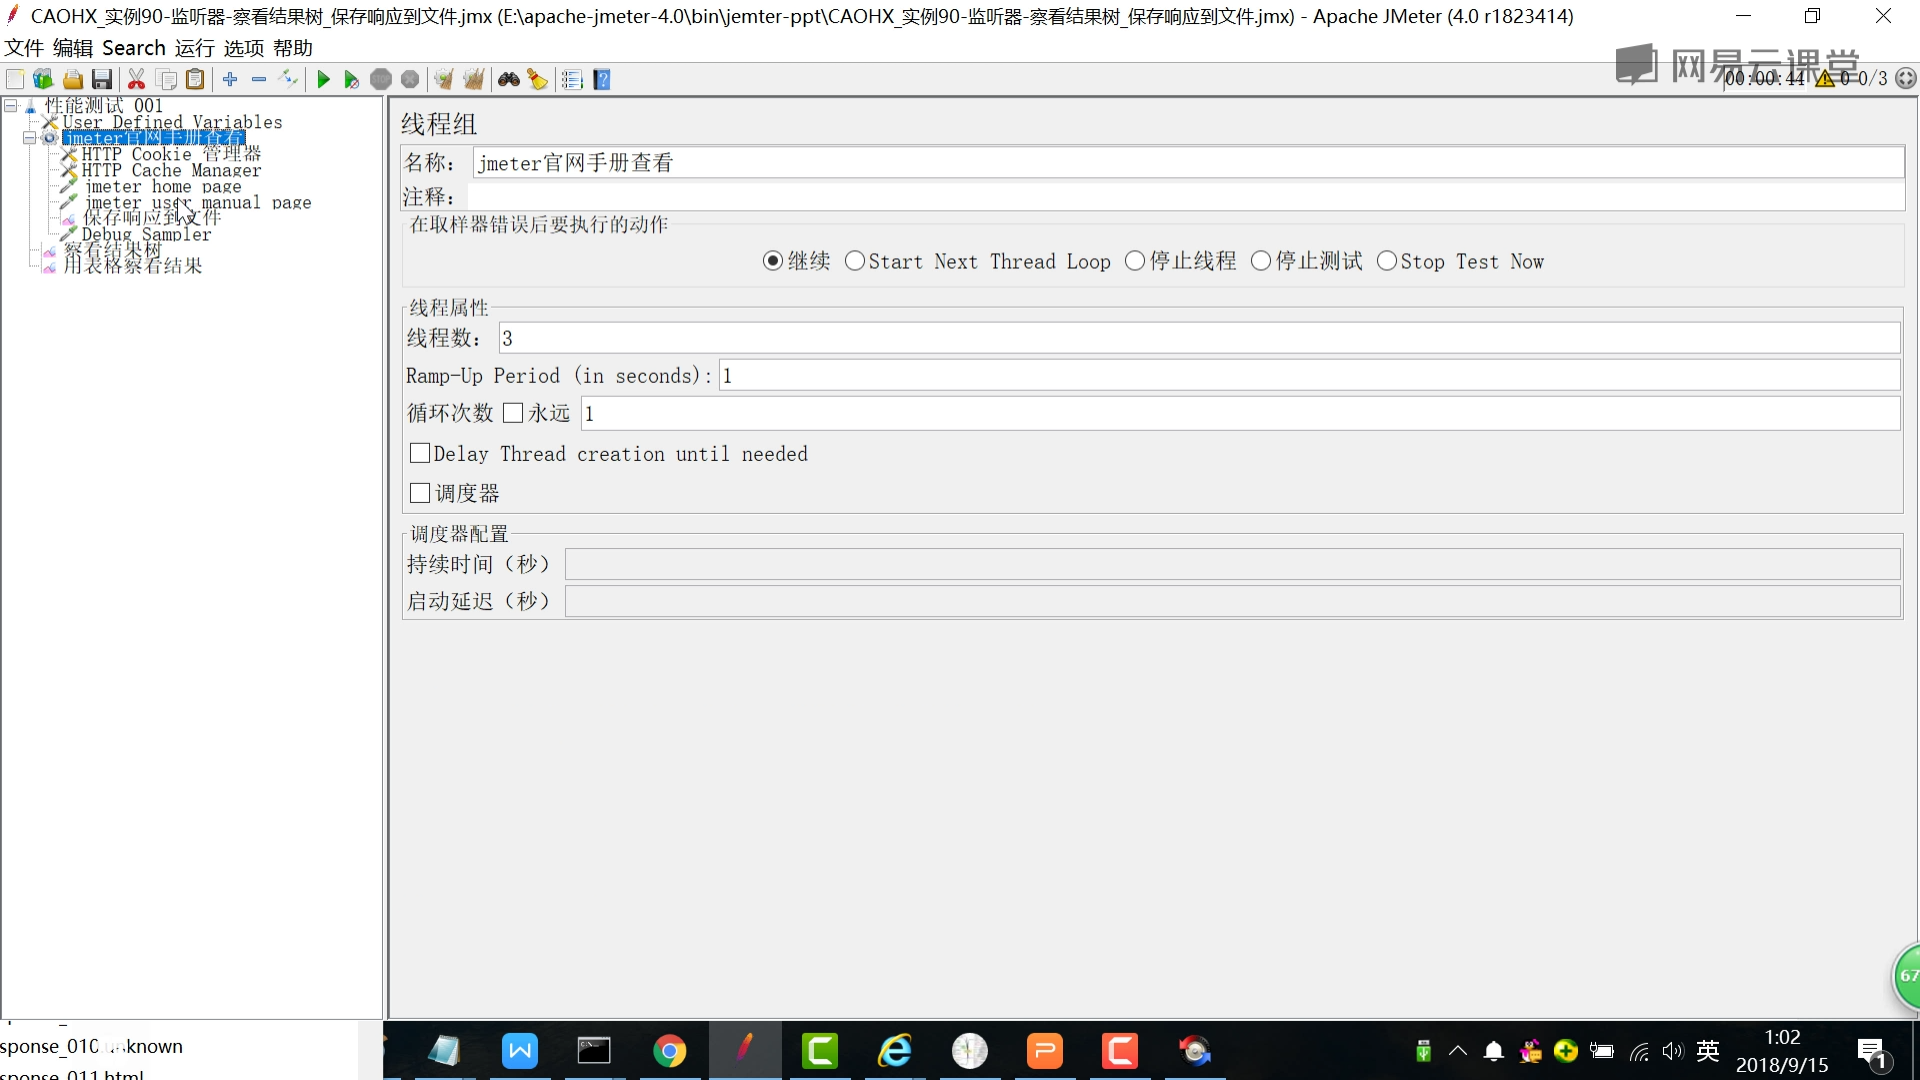 CAOHX_实例90-监听器-察看结果树_保存响应到文件.jmx (E:\apache-jmeter-4.0\bin\jemter-ppt\CAOHX_实例90-监听器-察看结果树_保存响应到文件.jmx) - Apache JMeter (4.0 r1823414)
文件 编辑 Search 运行 选项 帮助
网易云课堂
00:00:44 0 0/3
性能测试 001
User Defined Variables
jmeter官网手册查看
HTTP Cookie 管理器
HTTP Cache Manager
jmeter home page
jmeter user manual page
保存响应到文件
Debug Sampler
察看结果树
用表格察看结果
线程组
名称： jmeter官网手册查看
注释：
在取样器错误后要执行的动作
继续 Start Next Thread Loop 停止线程 停止测试 Stop Test Now
线程属性
线程数： 3
Ramp-Up Period (in seconds): 1
循环次数 永远 1
Delay Thread creation until needed
调度器
调度器配置
持续时间（秒）
启动延迟（秒）
67
sponse_010.unknown
sponse_011.html
英
1:02
2018/9/15
1